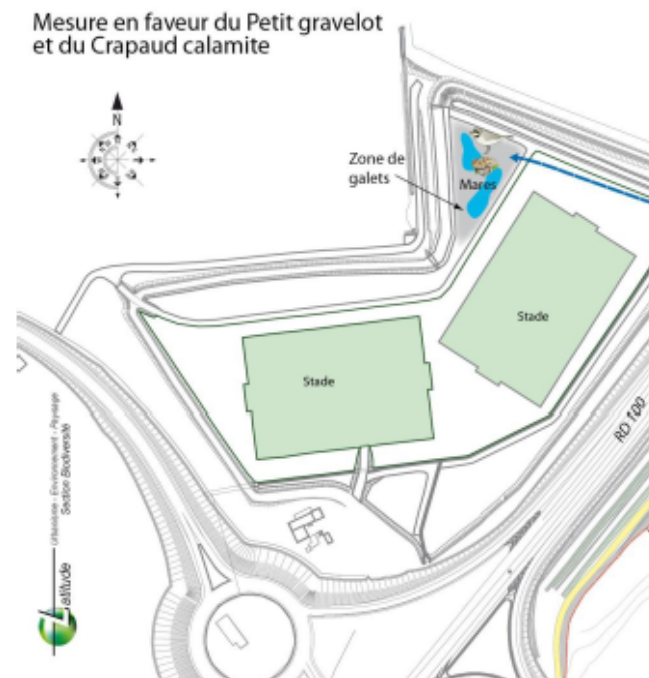 Mesure en faveur du Petit gravelot
et du Crapaud calamite
N
Zone de
galets
Mares
Stade
Stade
RD 100
Urbanisme - Environnement - Paysage
Section Biodiversité
Latitude